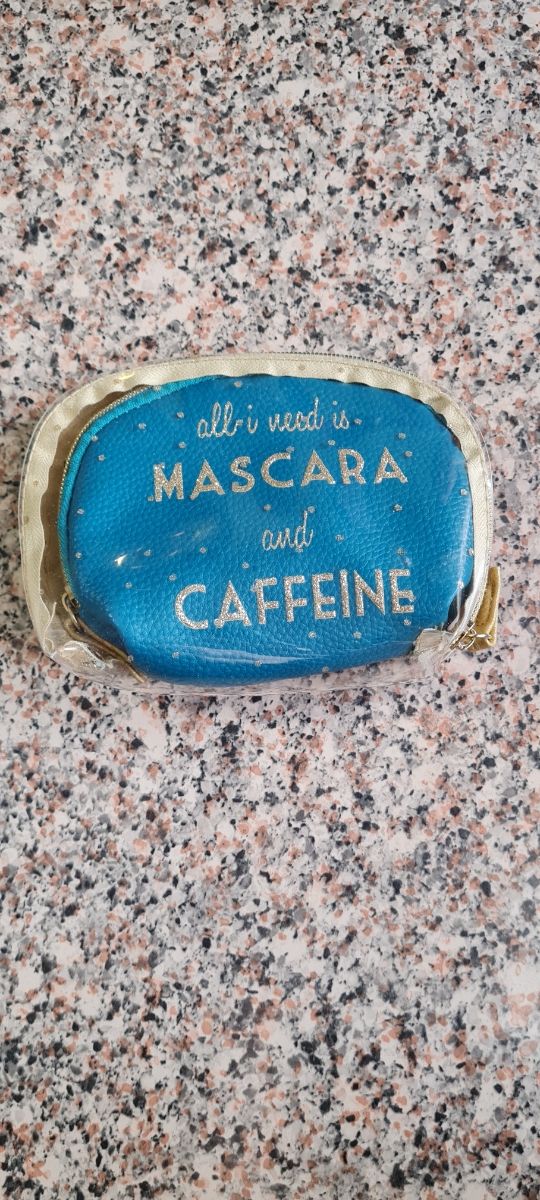 all i need is
MASCARA
and
CAFFEINE